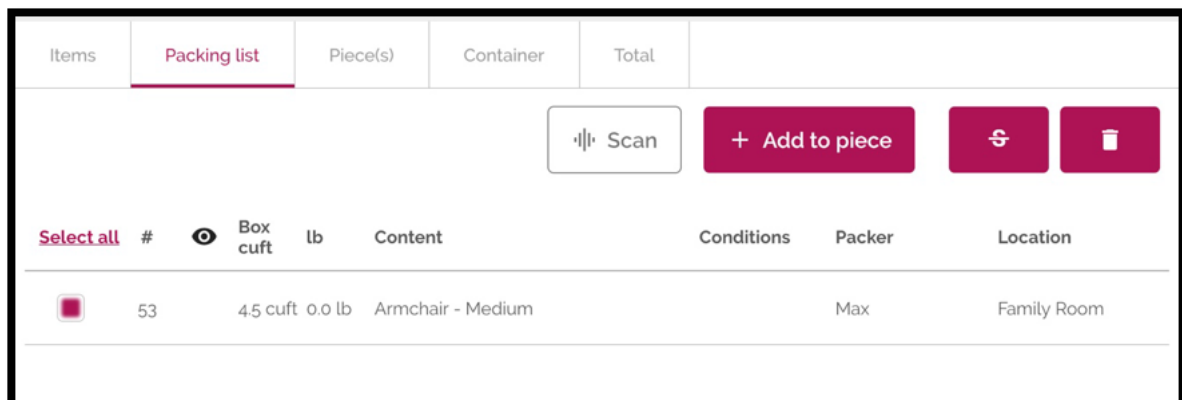 Items Packing list Piece(s) Container Total
Scan + Add to piece S
Select all # Box cuft lb Content Conditions Packer Location
53 4.5 cuft 0.0 lb Armchair - Medium Max Family Room